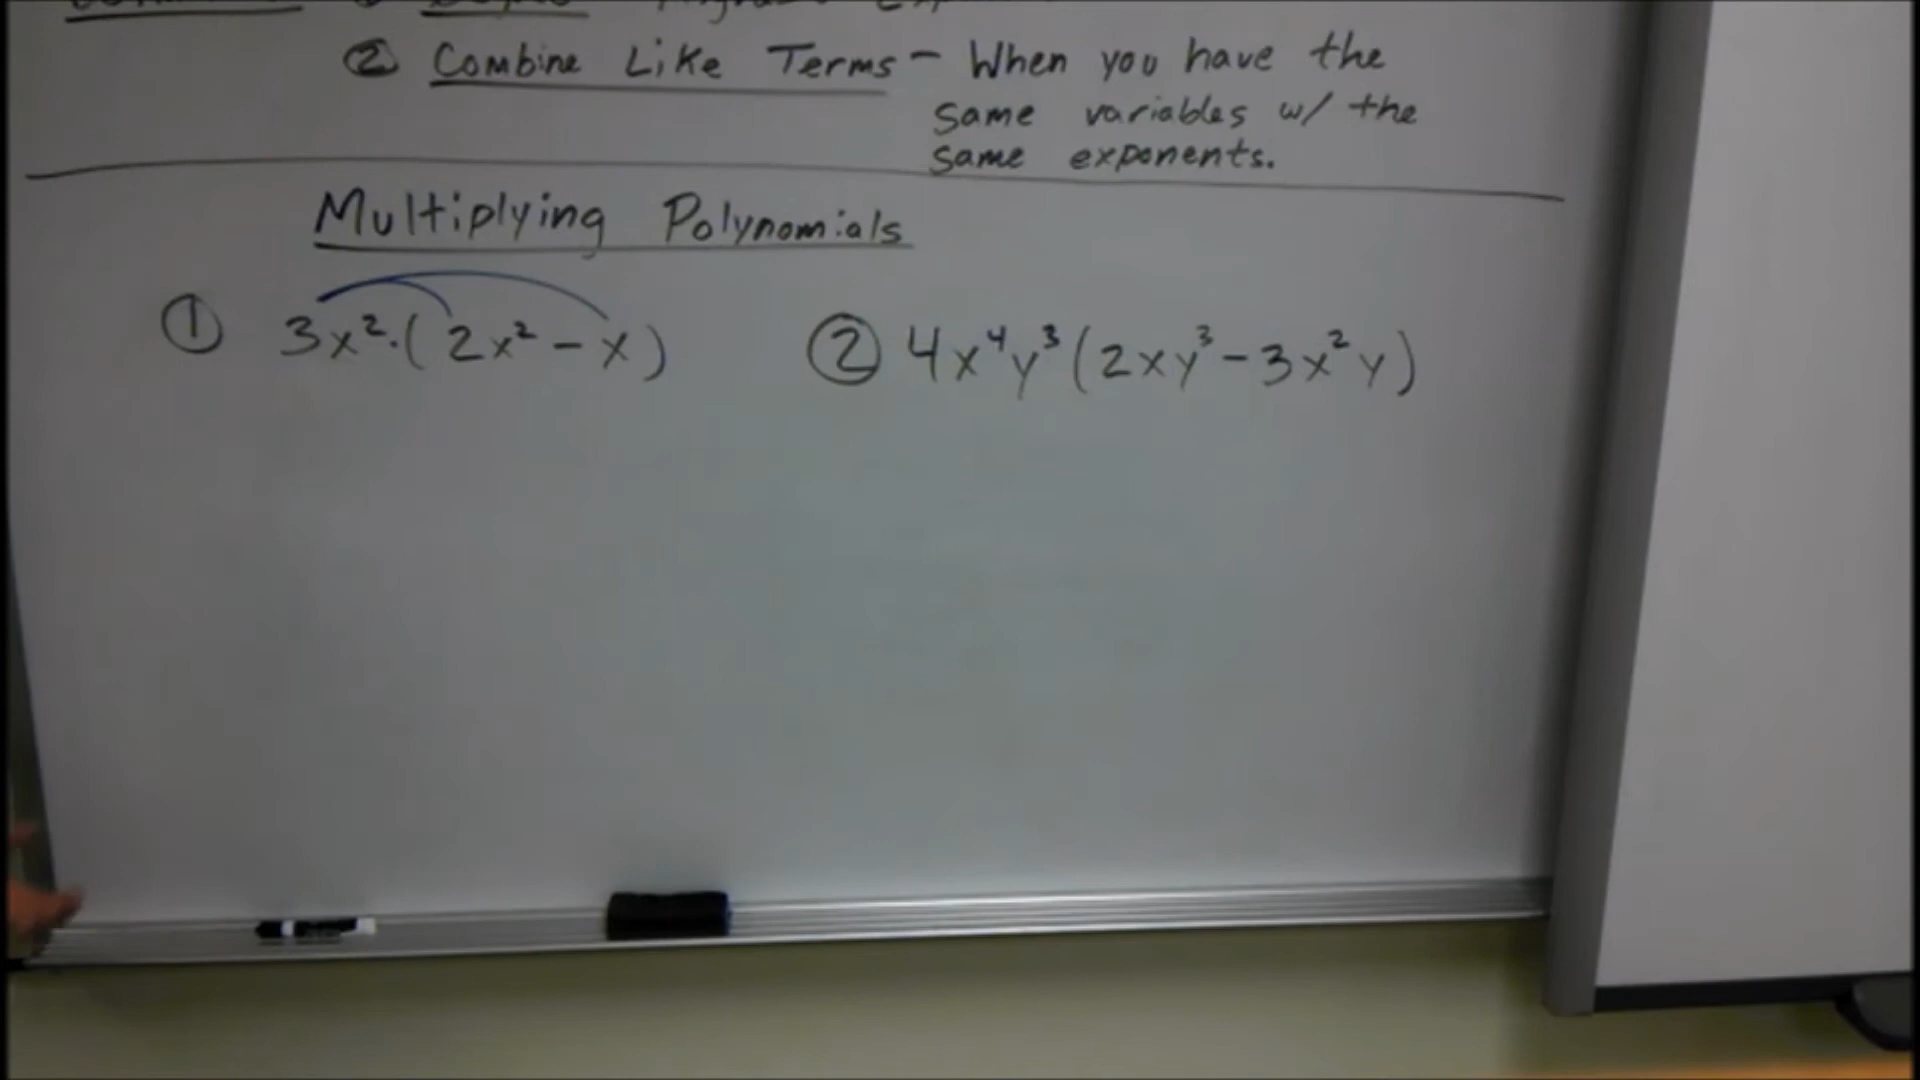 ② Combine Like Terms - When you have the
same variables w/ the
same exponents.
Multiplying Polynomials
① 3x²·(2x² - x)
② 4x⁴y³(2xy³ - 3x²y)